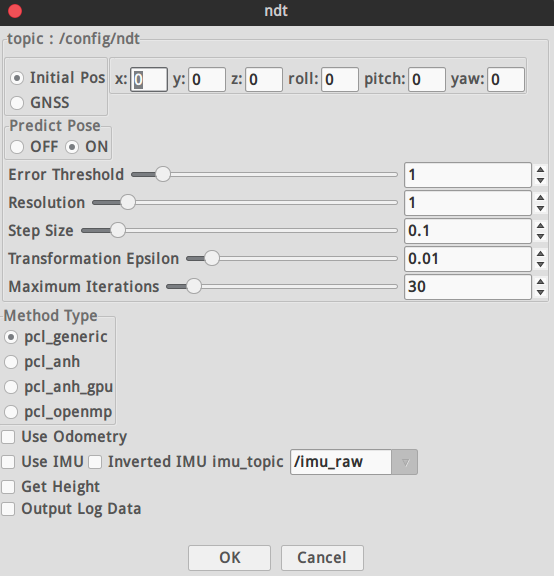 ndt
topic : /config/ndt
Initial Pos x: 0 y: 0 z: 0 roll: 0 pitch: 0 yaw: 0
GNSS
Predict Pose
OFF ON
Error Threshold 1
Resolution 1
Step Size 0.1
Transformation Epsilon 0.01
Maximum Iterations 30
Method Type
pcl_generic
pcl_anh
pcl_anh_gpu
pcl_openmp
Use Odometry
Use IMU Inverted IMU imu_topic /imu_raw
Get Height
Output Log Data
OK Cancel